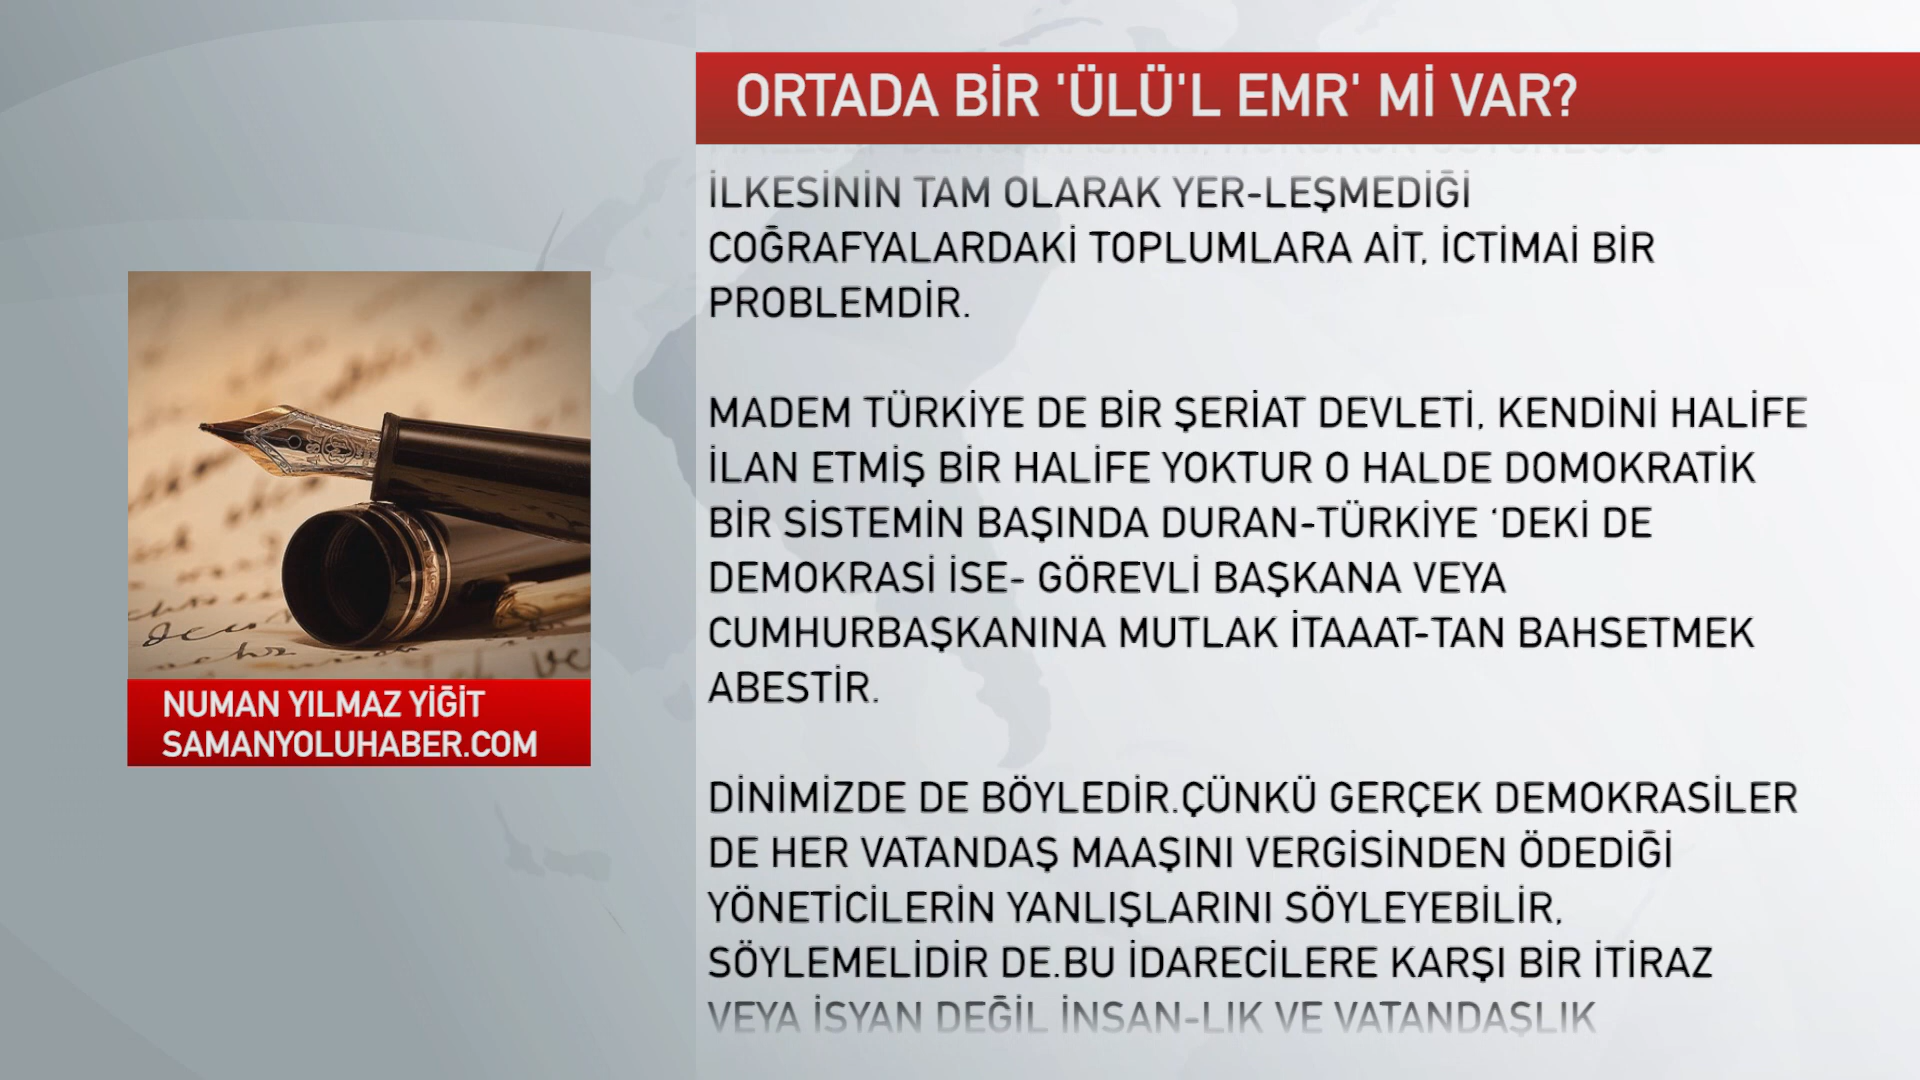 ORTADA BİR 'ÜLÜ'L EMR' Mİ VAR?
İLKESİNİN TAM OLARAK YER-LEŞMEDİĞİ
COĞRAFYALARDAKİ TOPLUMLARA AİT, İCTİMAİ BİR
PROBLEMDİR.
MADEM TÜRKİYE DE BİR ŞERİAT DEVLETİ, KENDİNİ HALİFE
İLAN ETMİŞ BİR HALİFE YOKTUR O HALDE DOMOKRATİK
BİR SİSTEMİN BAŞINDA DURAN-TÜRKİYE ‘DEKİ DE
DEMOKRASİ İSE- GÖREVLİ BAŞKANA VEYA
CUMHURBAŞKANINA MUTLAK İTAAAT-TAN BAHSETMEK
ABESTİR.
DİNİMİZDE DE BÖYLEDİR.ÇÜNKÜ GERÇEK DEMOKRASİLER
DE HER VATANDAŞ MAAŞINI VERGİSİNDEN ÖDEDİĞİ
YÖNETİCİLERİN YANLIŞLARINI SÖYLEYEBİLİR,
SÖYLEMELİDİR DE.BU İDARECİLERE KARŞI BİR İTİRAZ
VEYA İSYAN DEĞİL İNSAN-LIK VE VATANDAŞLIK
NUMAN YILMAZ YİĞİT
SAMANYOLUHABER.COM